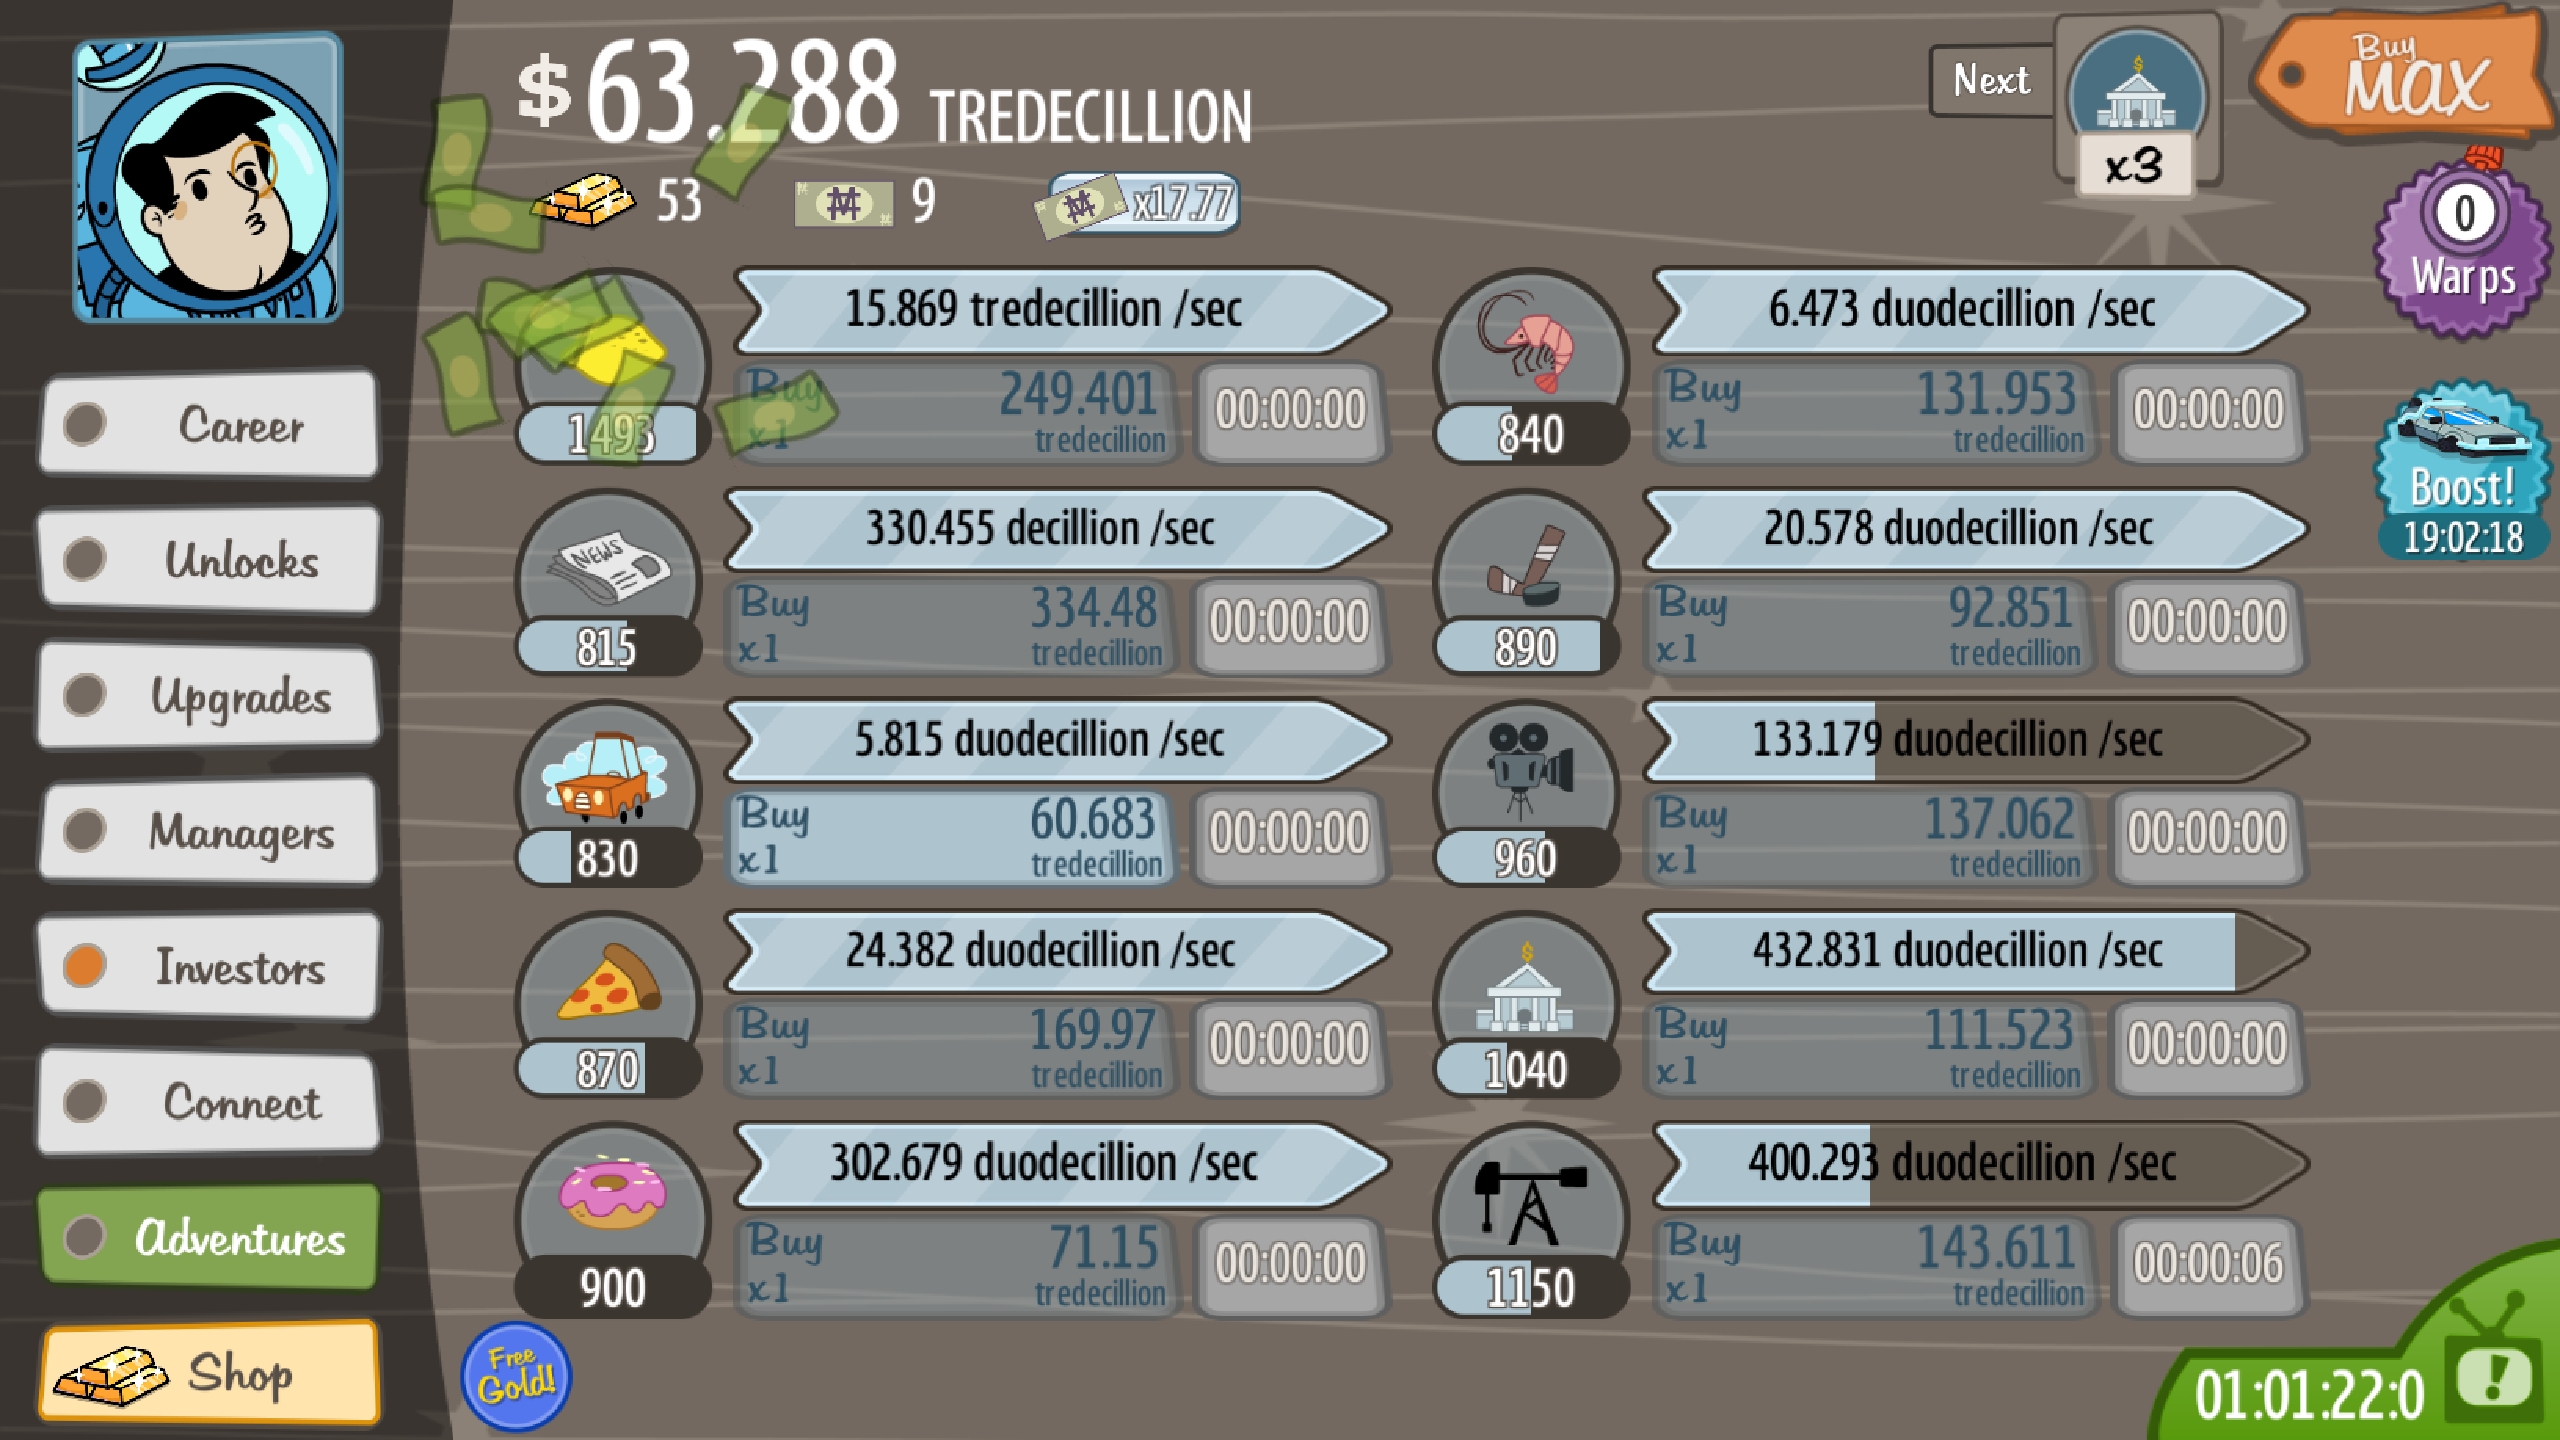 $63.288 TREDECILLION
53
9
x17.77
Next
x3
Buy
MAX
0
Warps
Boost!
19:02:18
Career
Unlocks
Upgrades
Managers
Investors
Connect
Adventures
Shop
15.869 tredecillion /sec
1493
Buy
x1
249.401
tredecillion
00:00:00
NEWS
330.455 decillion /sec
815
Buy
x1
334.48
tredecillion
00:00:00
5.815 duodecillion /sec
830
Buy
x1
60.683
tredecillion
00:00:00
24.382 duodecillion /sec
870
Buy
x1
169.97
tredecillion
00:00:00
302.679 duodecillion /sec
900
Buy
x1
71.15
tredecillion
00:00:00
6.473 duodecillion /sec
840
Buy
x1
131.953
tredecillion
00:00:00
20.578 duodecillion /sec
890
Buy
x1
92.851
tredecillion
00:00:00
133.179 duodecillion /sec
960
Buy
x1
137.062
tredecillion
00:00:00
432.831 duodecillion /sec
1040
Buy
x1
111.523
tredecillion
00:00:00
400.293 duodecillion /sec
1150
Buy
x1
143.611
tredecillion
00:00:06
Free
Gold!
01:01:22:0
!